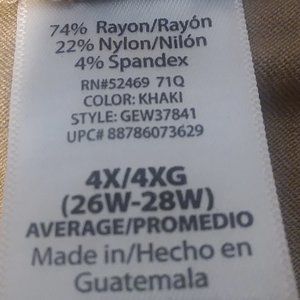 74% Rayon/Rayón
22% Nylon/Nilón
4% Spandex
RN#52469 71Q
COLOR: KHAKI
STYLE: GEW37841
UPC# 88786073629
4X/4XG
(26W-28W)
AVERAGE/PROMEDIO
Made in/Hecho en
Guatemala